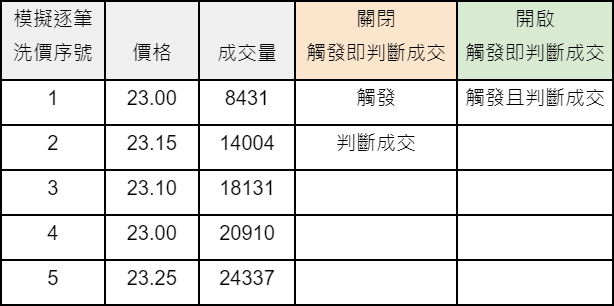 模擬逐筆
洗價序號 價格 成交量 關閉
觸發即判斷成交 開啟
觸發即判斷成交
1 23.00 8431 觸發 觸發且判斷成交
2 23.15 14004 判斷成交
3 23.10 18131
4 23.00 20910
5 23.25 24337